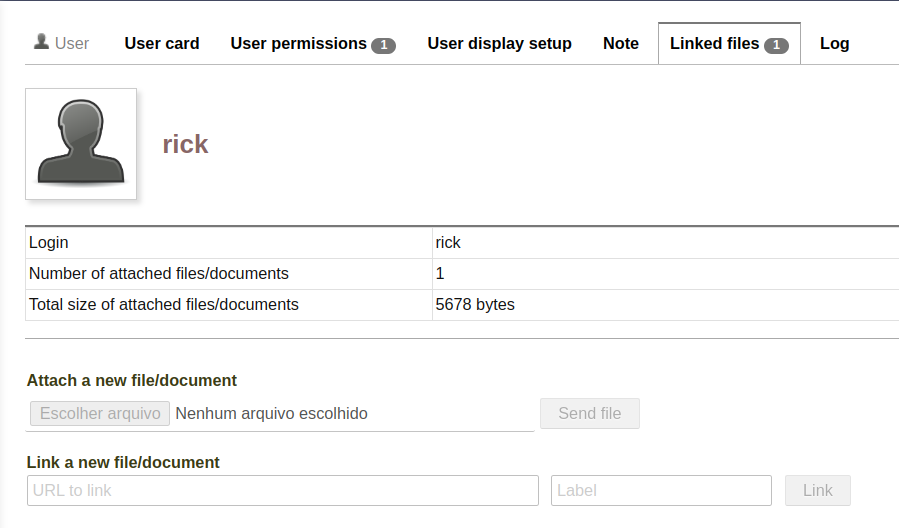 User User card User permissions 1 User display setup Note Linked files 1 Log
rick
Login rick
Number of attached files/documents 1
Total size of attached files/documents 5678 bytes
Attach a new file/document
Escolher arquivo Nenhum arquivo escolhido Send file
Link a new file/document
URL to link Label Link